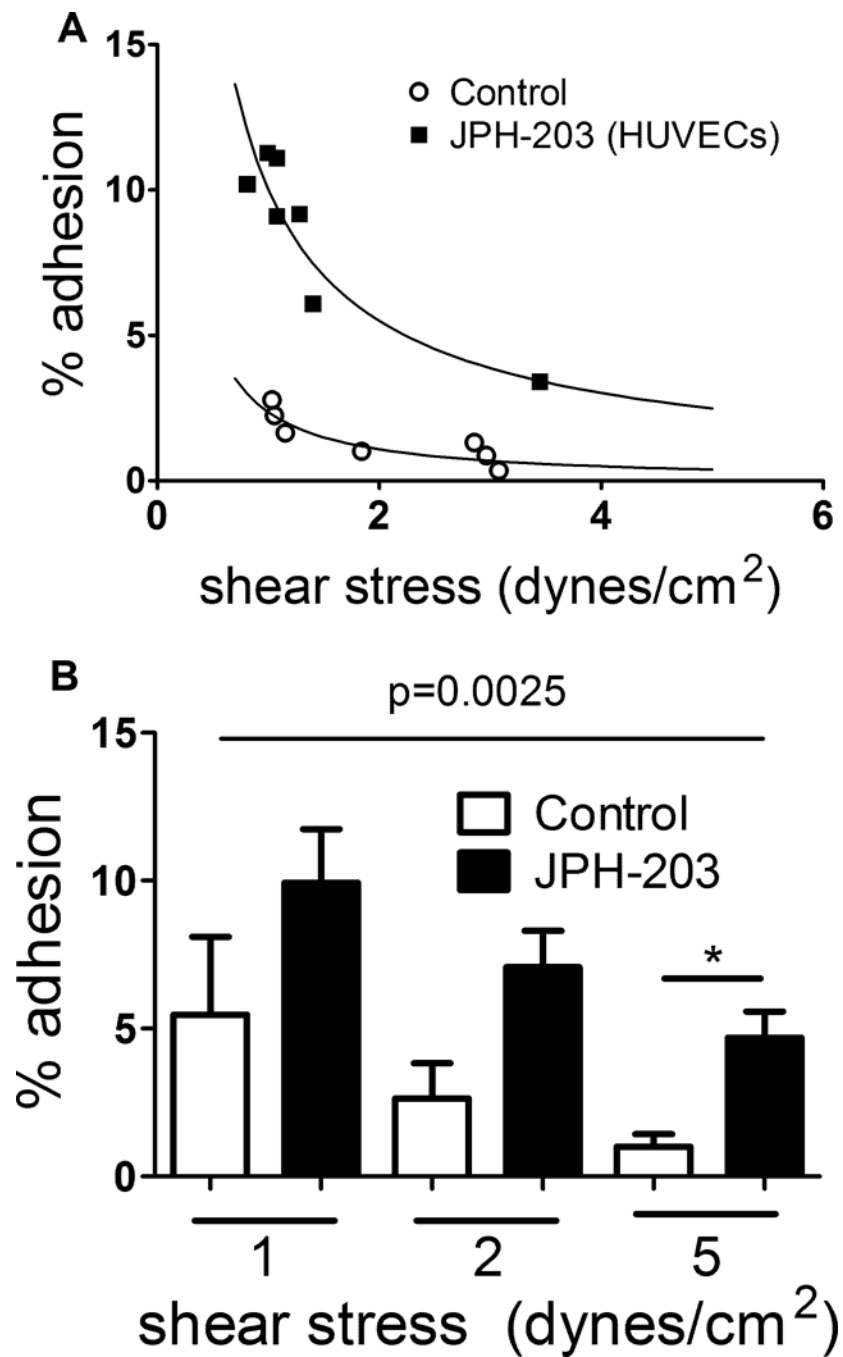 A
15
10
5
0
% adhesion
Control
JPH-203 (HUVECs)
0 2 4 6
shear stress (dynes/cm²)
B
p=0.0025
15
10
5
0
% adhesion
Control
JPH-203
*
1 2 5
shear stress (dynes/cm²)